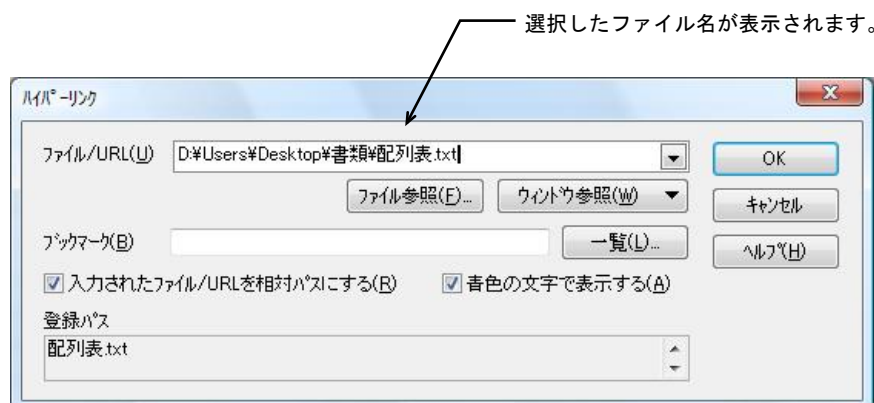 選択したファイル名が表示されます。
ﾊｲﾊﾟｰﾘﾝｸ
ﾌｧｲﾙ/URL(U) D:¥Users¥Desktop¥書類¥配列表.txt OK
ﾌｧｲﾙ参照(F)... ｳｨﾝﾄﾞｳ参照(W) ｷｬﾝｾﾙ
ﾌﾞｯｸﾏｰｸ(B) 一覧(L)... ﾍﾙﾌﾟ(H)
入力されたﾌｧｲﾙ/URLを相対ﾊﾟｽにする(R) 青色の文字で表示する(A)
登録ﾊﾟｽ
配列表.txt